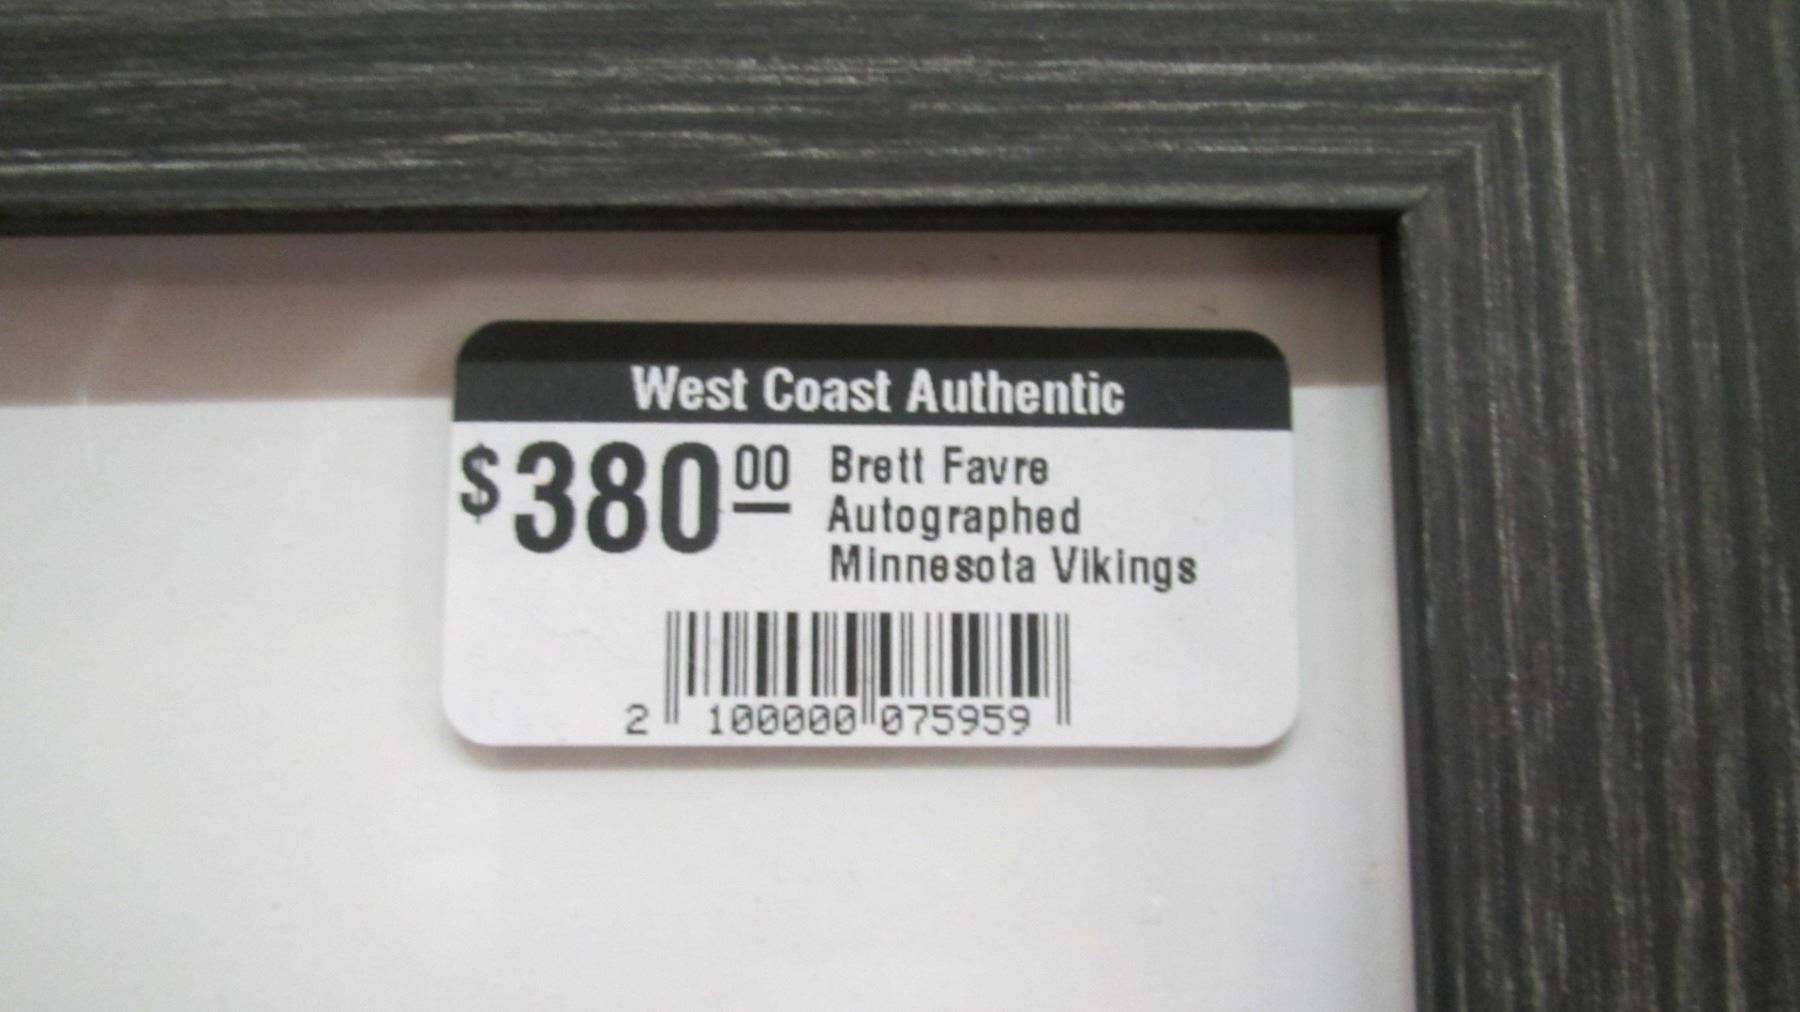 West Coast Authentic
$380.00 Brett Favre
Autographed
Minnesota Vikings
2 100000 075959